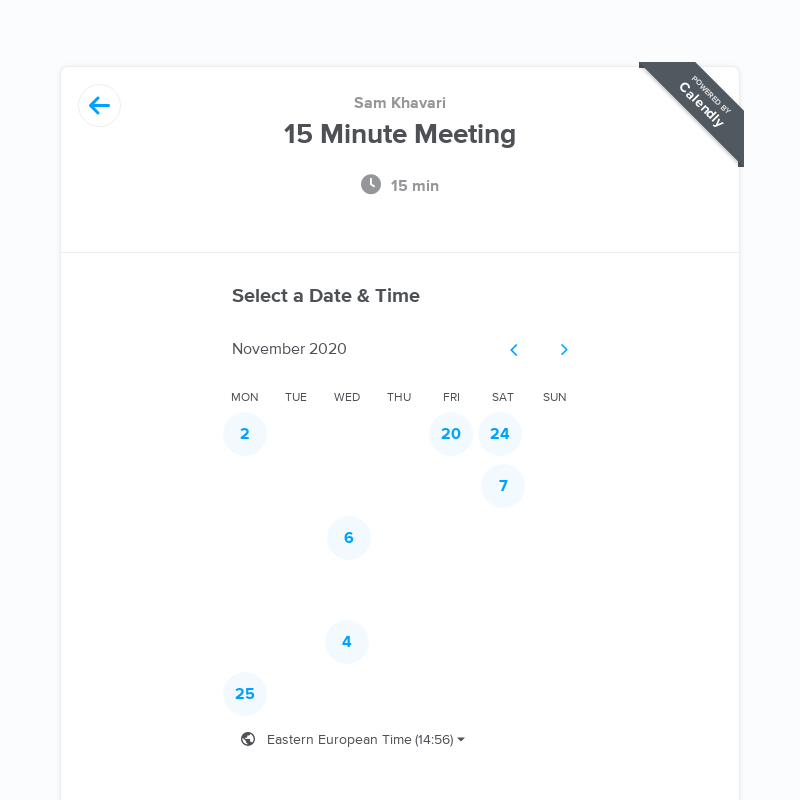 Sam Khavari
15 Minute Meeting
15 min
POWERED BY
Calendly
Select a Date & Time
November 2020
MON TUE WED THU FRI SAT SUN
2 20 24
7
6
4
25
Eastern European Time (14:56)